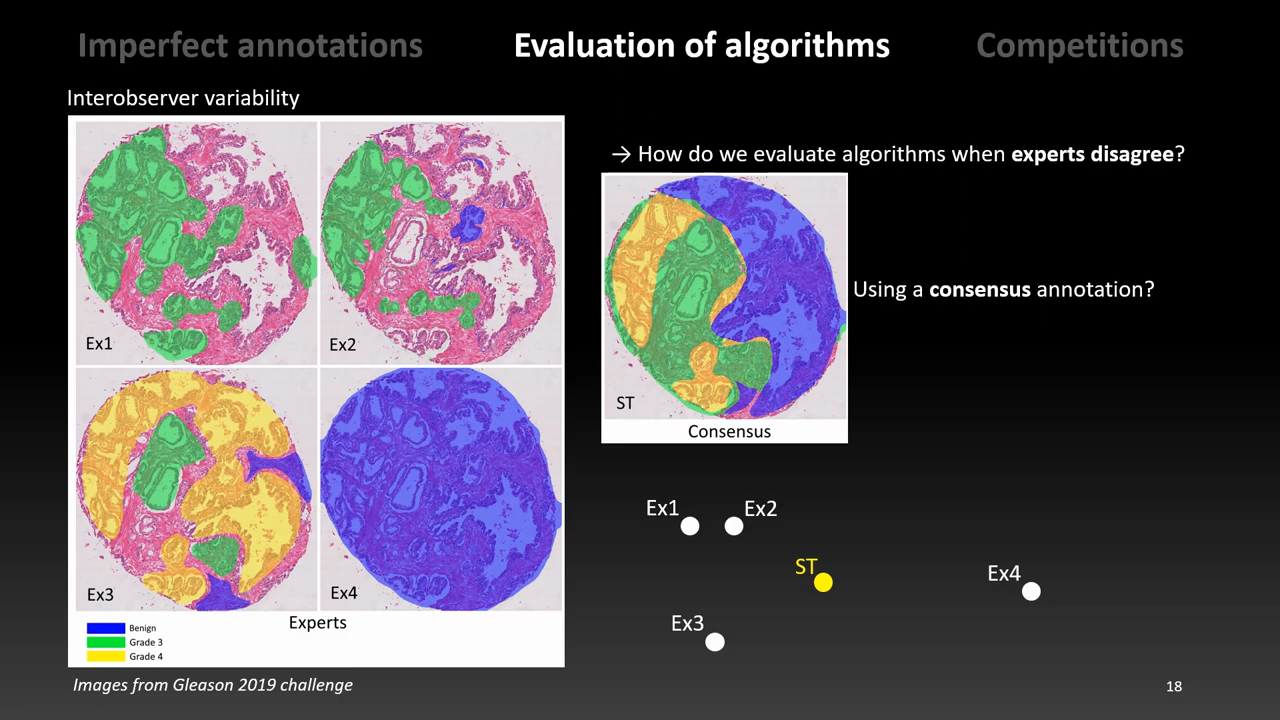 Imperfect annotations
Evaluation of algorithms
Competitions
Interobserver variability
Ex1
Ex2
Ex3
Ex4
Experts
Benign
Grade 3
Grade 4
Images from Gleason 2019 challenge
→ How do we evaluate algorithms when experts disagree?
ST
Consensus
Using a consensus annotation?
Ex1
Ex2
ST
Ex4
Ex3
18